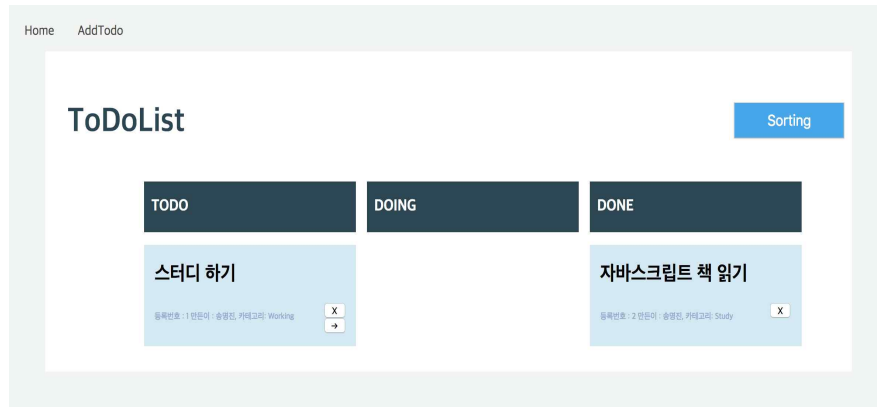 Home AddTodo
ToDoList
Sorting
TODO
DOING
DONE
스터디 하기
등록번호 : 1 만든이 : 송명진, 카테고리: Working
X
→
자바스크립트 책 읽기
등록번호 : 2 만든이 : 송명진, 카테고리: Study
X